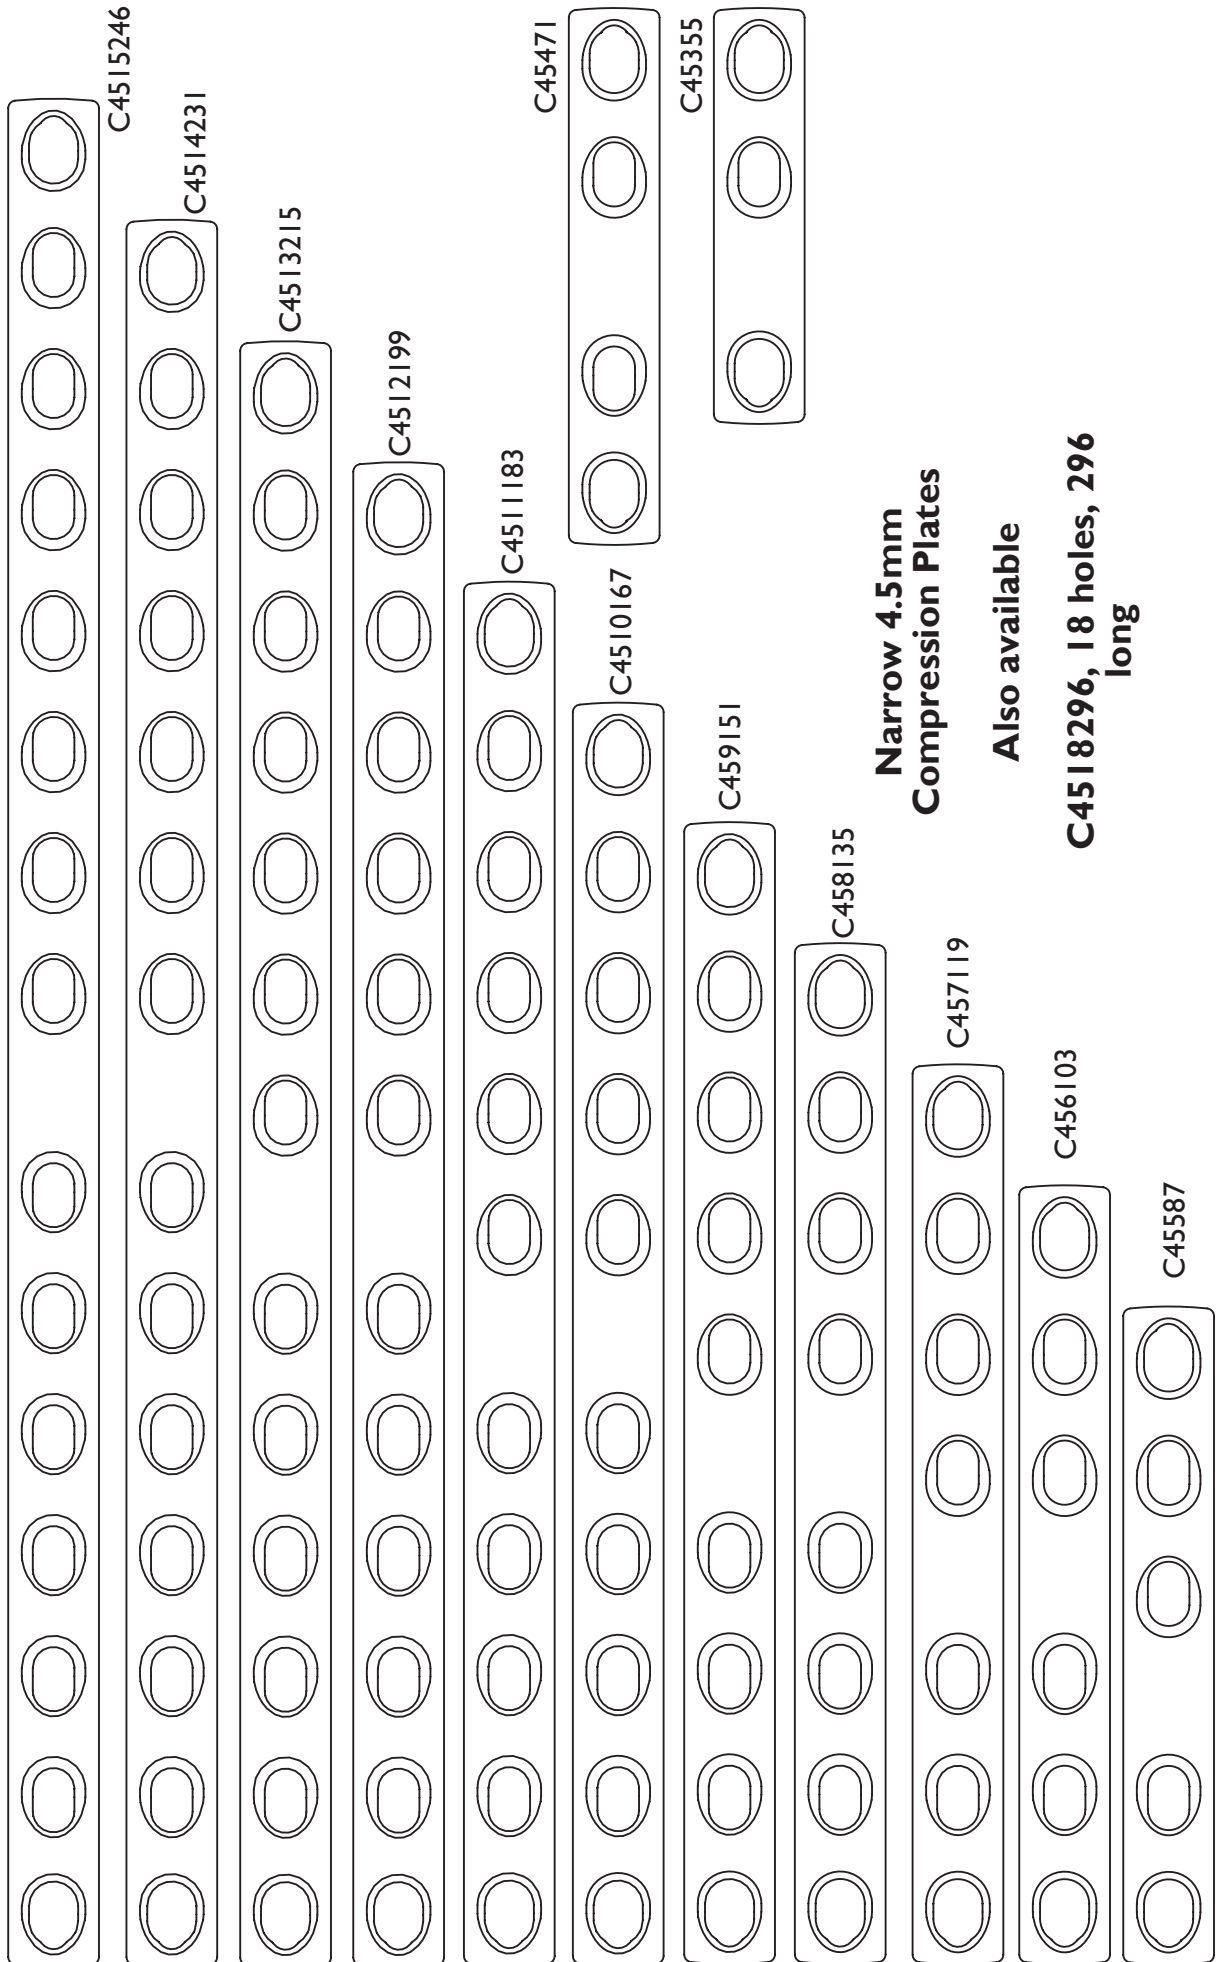 C4515246
C4514231
C4513215
C4512199
C4511183
C4510167
C459151
C458135
C457119
C456103
C45587
C45471
C45355
Narrow 4.5mm
Compression Plates
Also available
C4518296, 18 holes, 296
long